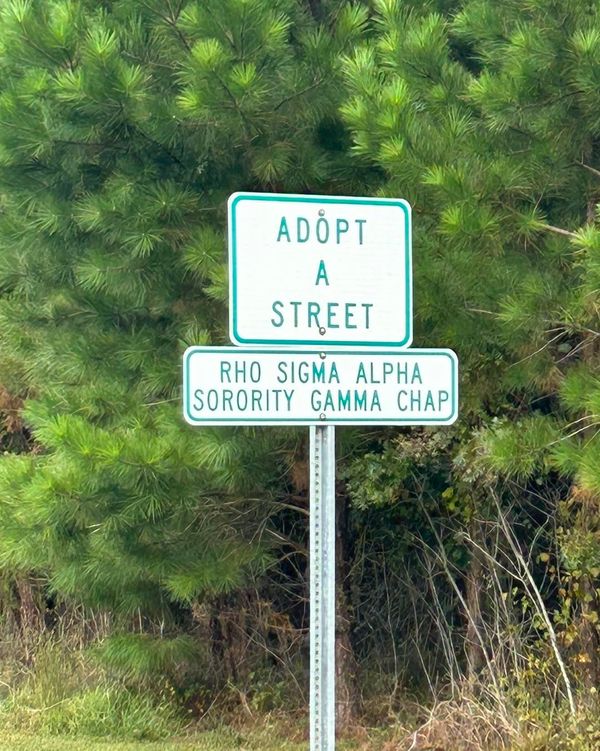 ADOPT
A
STREET
RHO SIGMA ALPHA
SORORITY GAMMA CHAP